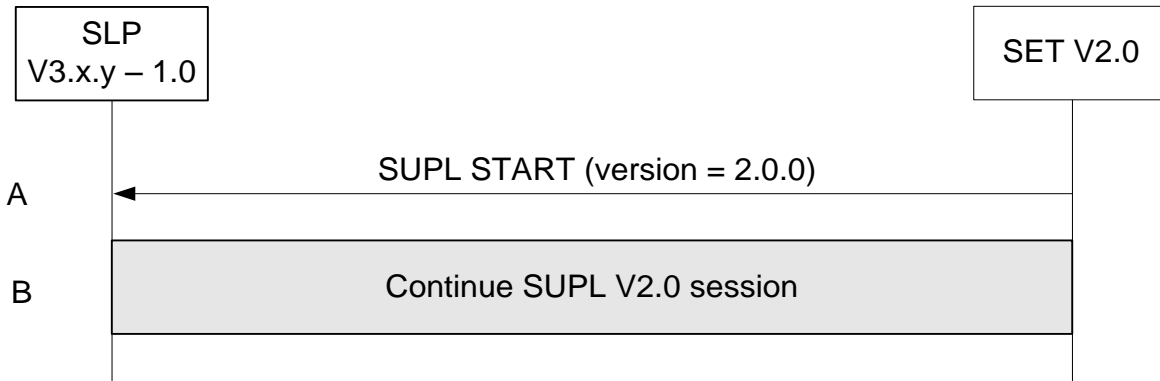 SLP
V3.x.y – 1.0
SET V2.0
SUPL START (version = 2.0.0)
A
Continue SUPL V2.0 session
B